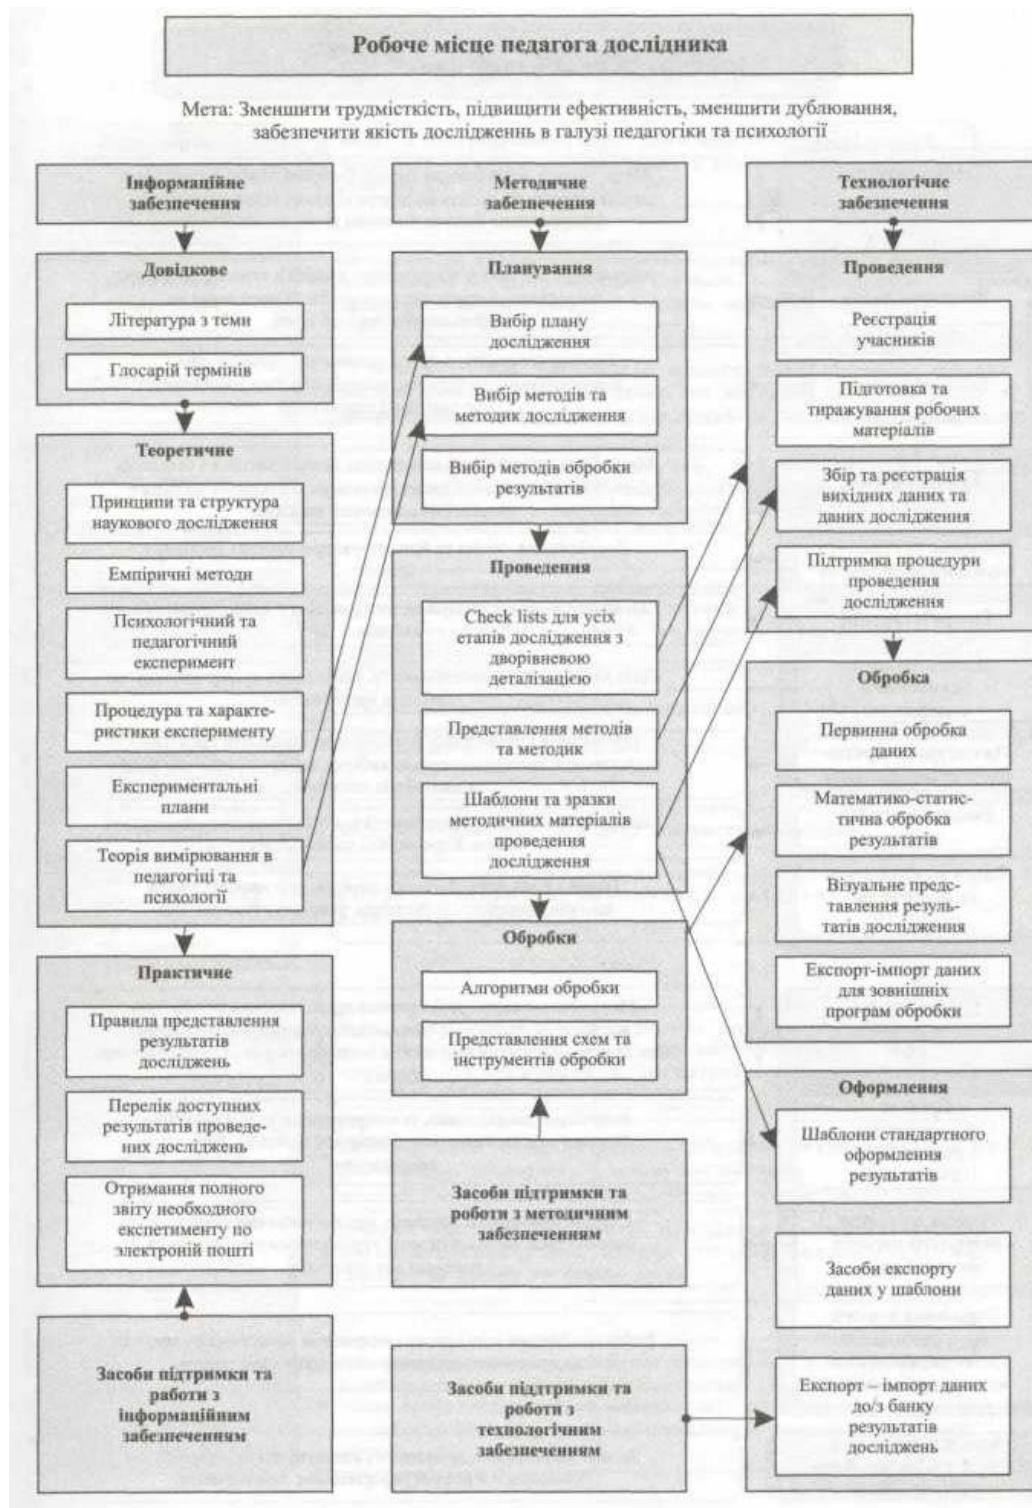 Робоче місце педагога дослідника
Мета: Зменшити трудмісткість, підвищити ефективність, зменшити дублювання,
забезпечити якість дослідженнь в галузі педагогіки та психології
Інформаційне
забезпечення
Довідкове
Література з теми
Глосарій термінів
Теоретичне
Принципи та структура
наукового дослідження
Емпіричні методи
Психологічний та
педагогічний
експеримент
Процедура та характе-
ристики експерименту
Експериментальні
плани
Теорія вимірювання в
педагогіці та
психології
Практичне
Правила представлення
результатів
досліджень
Перелік доступних
результатів проведе-
них досліджень
Отримання полного
звіту необходного
експетименту по
электроній пошті
Засоби підтримки та
работи з
інформаційним
забезпеченням
Методичне
забезпечення
Планування
Вибір плану
дослідження
Вибір методів та
методик дослідження
Вибір методів обробки
результатів
Проведення
Check lists для усіх
етапів дослідження з
дворівневою
деталізацією
Представлення методів
та методик
Шаблони та зразки
методичних матеріалів
проведення
дослідження
Обробки
Алгоритми обробки
Представлення схем та
інструментів обробки
Засоби підтримки та
роботи з методичним
забезпеченням
Засоби піддтримки та
роботи з
технологічним
забезпеченням
Технологічне
забезпечення
Проведення
Реєстрація
учасників
Підготовка та
тиражування робочих
матеріалів
Збір та реєстрація
вихідних даних та
даних дослідження
Підтримка процедури
проведення
дослідження
Обробка
Первинна обробка
даних
Математико-статис-
тична обробка
результатів
Візуальне предс-
тавлення резуль-
татів дослідження
Експорт-імпорт даних
для зовнішніх
програм обробки
Оформлення
Шаблони стандартного
оформлення
результатів
Засоби експорту
даних у шаблони
Експорт – імпорт даних
до/з банку
результатів
досліджень